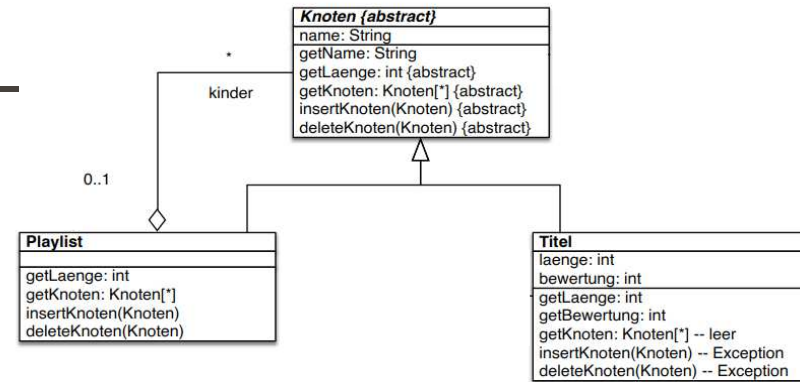 Knoten {abstract}
name: String
getName: String
getLaenge: int {abstract}
getKnoten: Knoten[*] {abstract}
insertKnoten(Knoten) {abstract}
deleteKnoten(Knoten) {abstract}
*
kinder
0..1
Playlist
getLaenge: int
getKnoten: Knoten[*]
insertKnoten(Knoten)
deleteKnoten(Knoten)
Titel
laenge: int
bewertung: int
getLaenge: int
getBewertung: int
getKnoten: Knoten[*] -- leer
insertKnoten(Knoten) -- Exception
deleteKnoten(Knoten) -- Exception